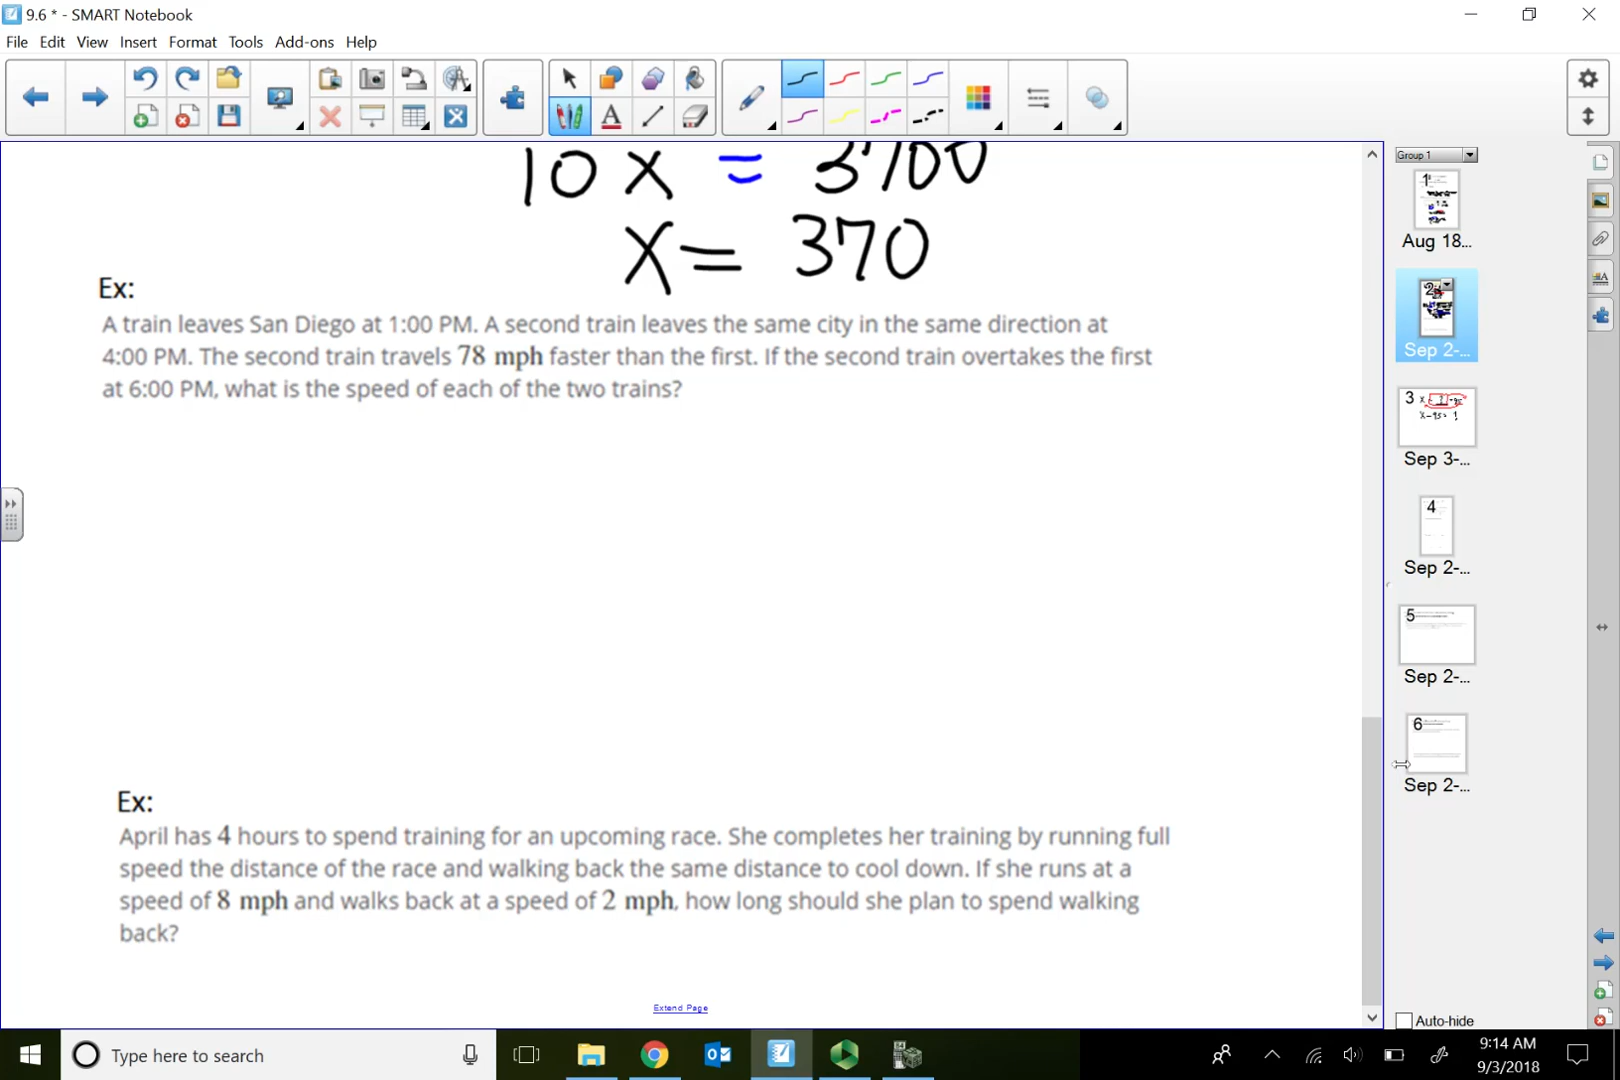 9.6 * - SMART Notebook
File Edit View Insert Format Tools Add-ons Help
10 x = 3700
x = 370
Ex:
A train leaves San Diego at 1:00 PM. A second train leaves the same city in the same direction at
4:00 PM. The second train travels 78 mph faster than the first. If the second train overtakes the first
at 6:00 PM, what is the speed of each of the two trains?
Ex:
April has 4 hours to spend training for an upcoming race. She completes her training by running full
speed the distance of the race and walking back the same distance to cool down. If she runs at a
speed of 8 mph and walks back at a speed of 2 mph, how long should she plan to spend walking
back?
Extend Page
Group 1
1
Aug 18...
2
Sep 2-...
3
Sep 3-...
4
Sep 2-...
5
Sep 2-...
6
Sep 2-...
Auto-hide
Type here to search
9:14 AM
9/3/2018